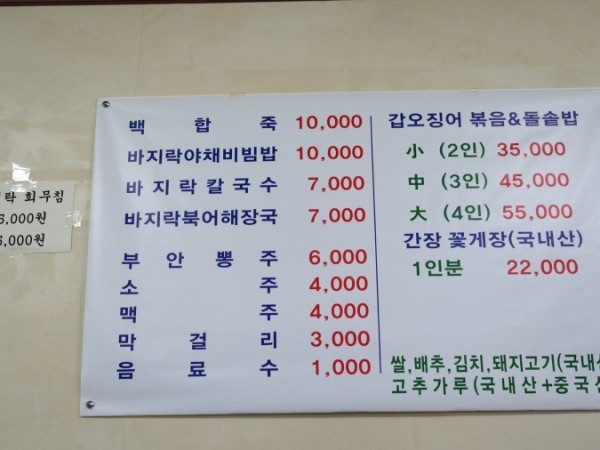 락 회무침
6,000원
6,000원
백 합 죽 10,000
바지락야채비빔밥 10,000
바 지 락 칼 국 수 7,000
바지락북어해장국 7,000
부 안 뽕 주 6,000
소 주 4,000
맥 주 4,000
막 걸 리 3,000
음 료 수 1,000
갑오징어 볶음&돌솥밥
小 (2인) 35,000
中 (3인) 45,000
大 (4인) 55,000
간장 꽃게장(국내산)
1인분 22,000
쌀,배추,김치,돼지고기(국내
고추가루(국내산+중국